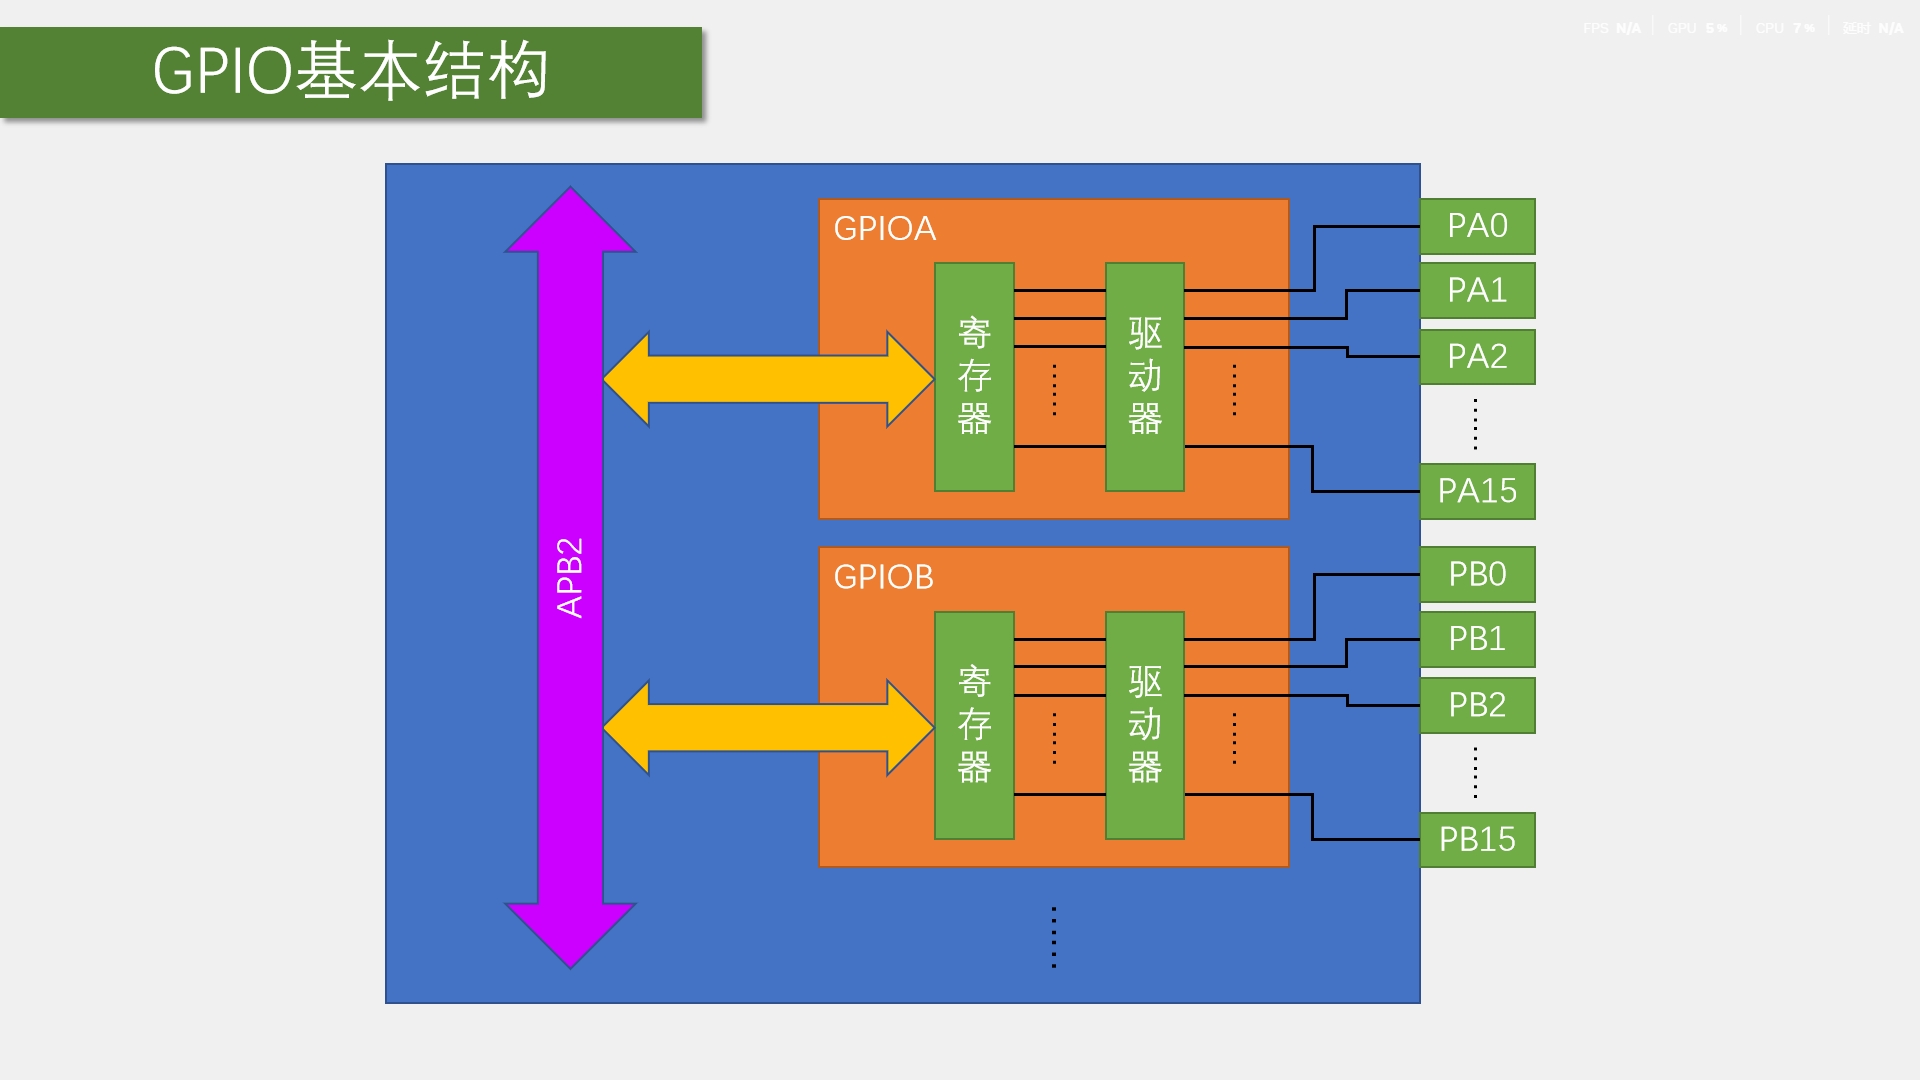 FPS N/A GPU 5% CPU 7% 延时 N/A
GPIO基本结构
APB2
GPIOA
寄存器
驱动器
PA0
PA1
PA2
PA15
GPIOB
寄存器
驱动器
PB0
PB1
PB2
PB15